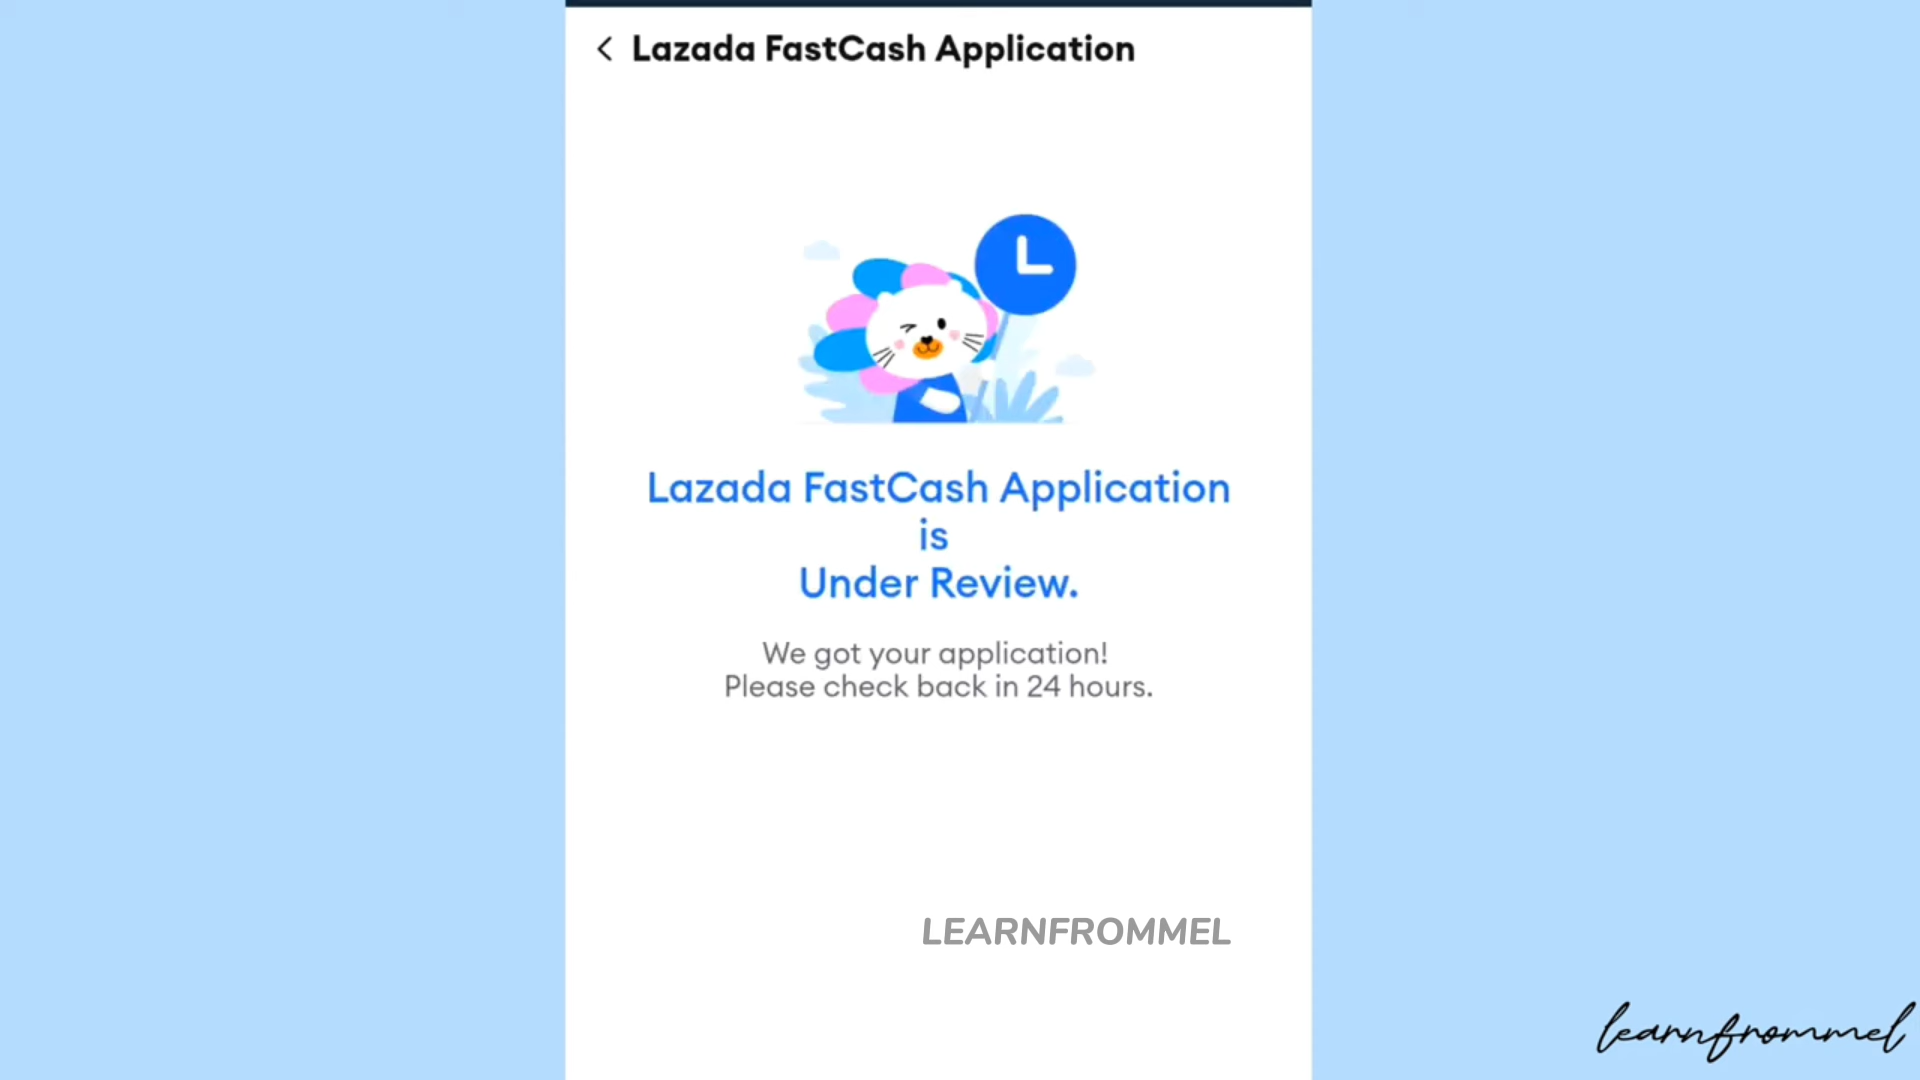 Lazada FastCash Application
Lazada FastCash Application
is
Under Review.
We got your application!
Please check back in 24 hours.
LEARNFROMMEL
learnfrommel